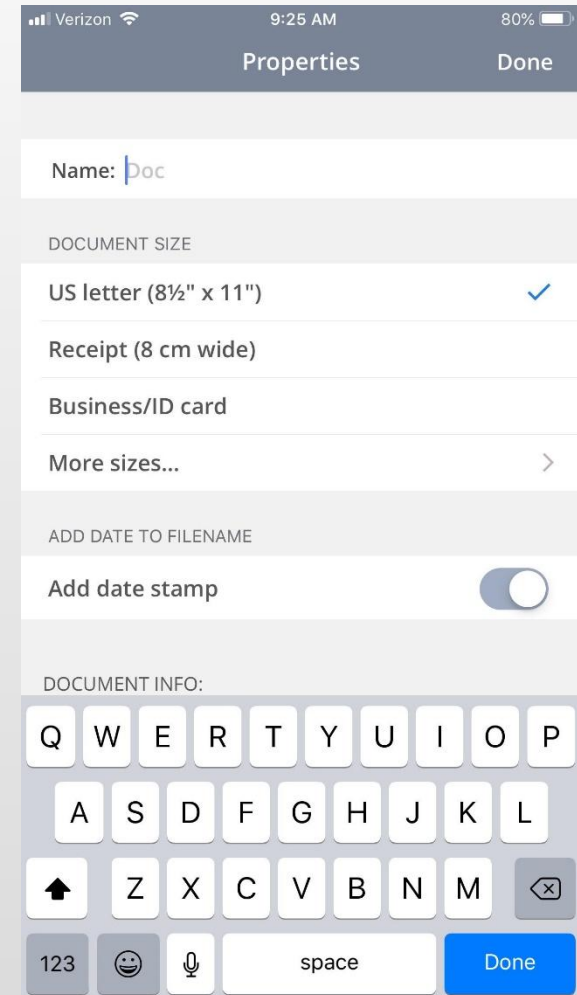 Verizon 9:25 AM 80%
Properties Done
Name: Doc
DOCUMENT SIZE
US letter (8½" x 11")
Receipt (8 cm wide)
Business/ID card
More sizes...
ADD DATE TO FILENAME
Add date stamp
DOCUMENT INFO:
Q W E R T Y U I O P
A S D F G H J K L
Z X C V B N M
123 space Done